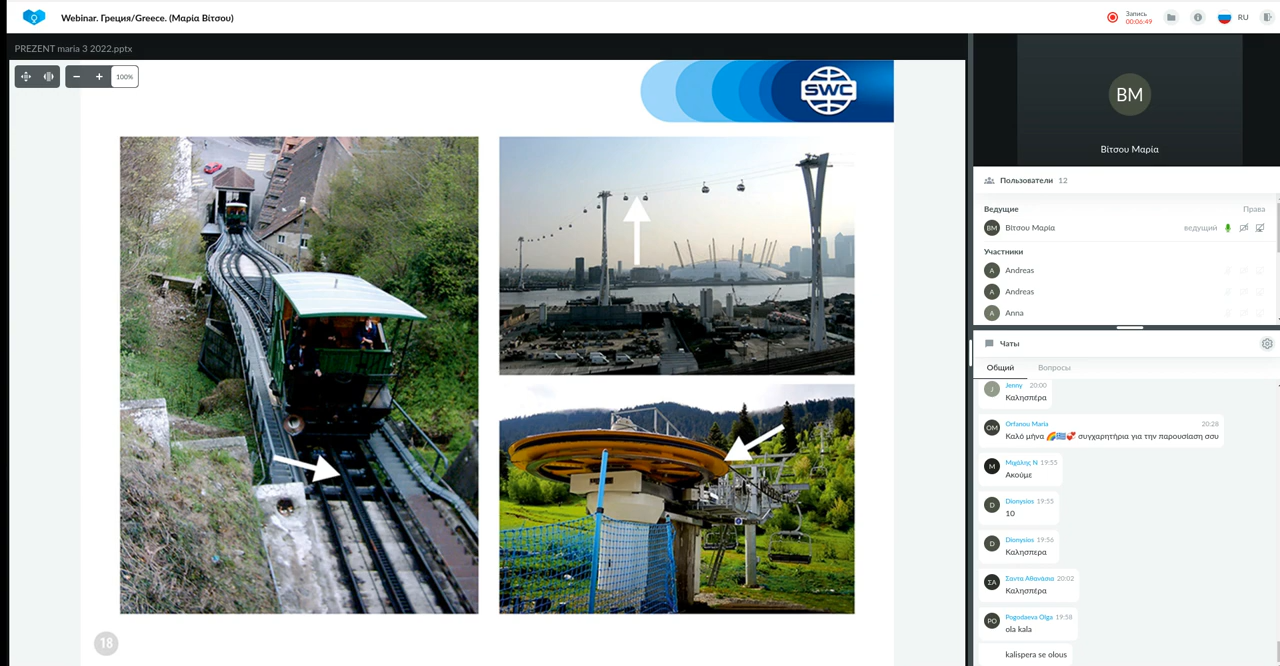 Webinar. Греция/Greece. (Μαρία Βίτσου)
Запись
00:06:49
RU
PREZENT maria 3 2022.pptx
100%
SWC
18
BM
Βίτσου Μαρία
Пользователи 12
Ведущие
Права
BM
Βίτσου Μαρία
ведущий
Участники
A
Andreas
A
Andreas
A
Anna
Чаты
Общий
Вопросы
J
Jenny 20:00
Καλησπέρα
OM
Orfanou Maria 20:28
Καλό μήνα 🌈🇬🇷💞 συγχαρητήρια για την παρουσίαση σου
M
Μιχάλης Ν 19:55
Ακούμε
D
Dionysios 19:55
10
D
Dionysios 19:56
Καλησπερα
ΣΑ
Σαντα Αθανασια 20:02
Καλησπέρα
PO
Pogodaeva Olga 19:58
ola kala
kalispera se olous